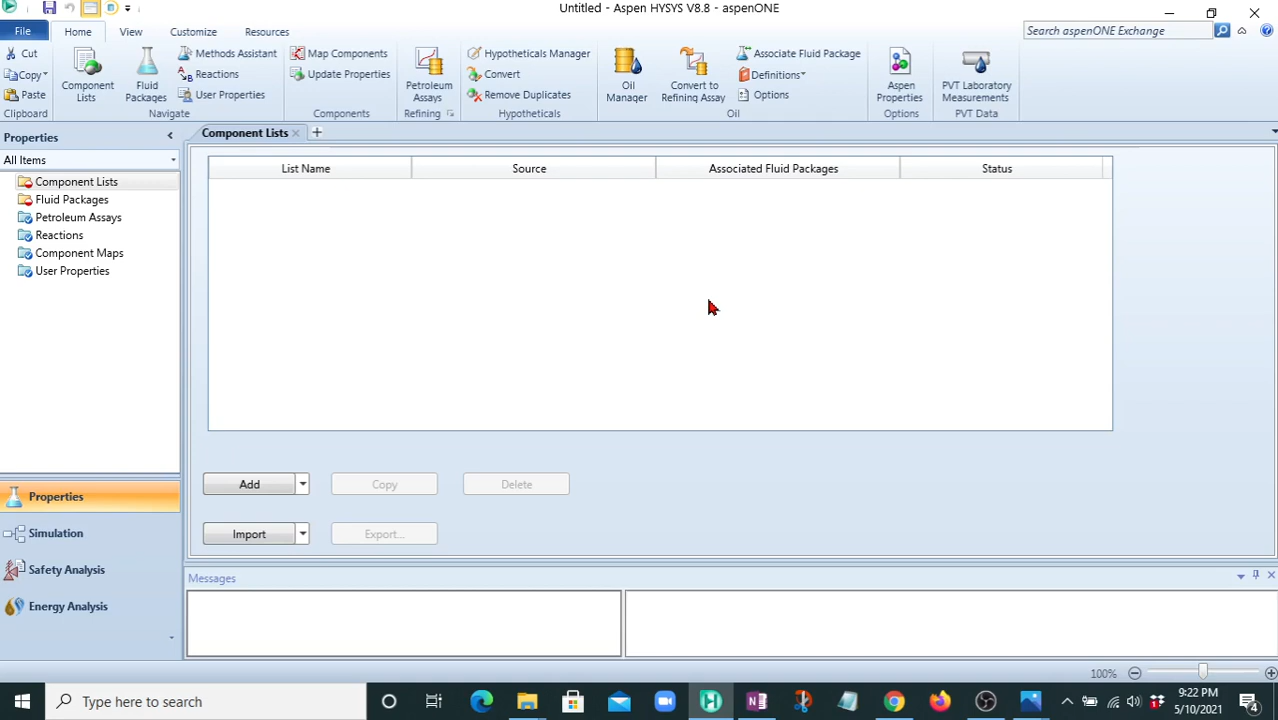 Untitled - Aspen HYSYS V8.8 - aspenONE
File
Home
View
Customize
Resources
Search aspenONE Exchange
Cut
Copy
Paste
Clipboard
Component Lists
Fluid Packages
Methods Assistant
Reactions
User Properties
Navigate
Map Components
Update Properties
Components
Petroleum Assays
Refining
Hypotheticals Manager
Convert
Remove Duplicates
Hypotheticals
Oil Manager
Convert to Refining Assay
Associate Fluid Package
Definitions
Options
Oil
Aspen Properties
Options
PVT Laboratory Measurements
PVT Data
Properties
All Items
Component Lists
Fluid Packages
Petroleum Assays
Reactions
Component Maps
User Properties
Properties
Simulation
Safety Analysis
Energy Analysis
Component Lists
List Name
Source
Associated Fluid Packages
Status
Add
Copy
Delete
Import
Export...
Messages
100%
Type here to search
9:22 PM
5/10/2021
4